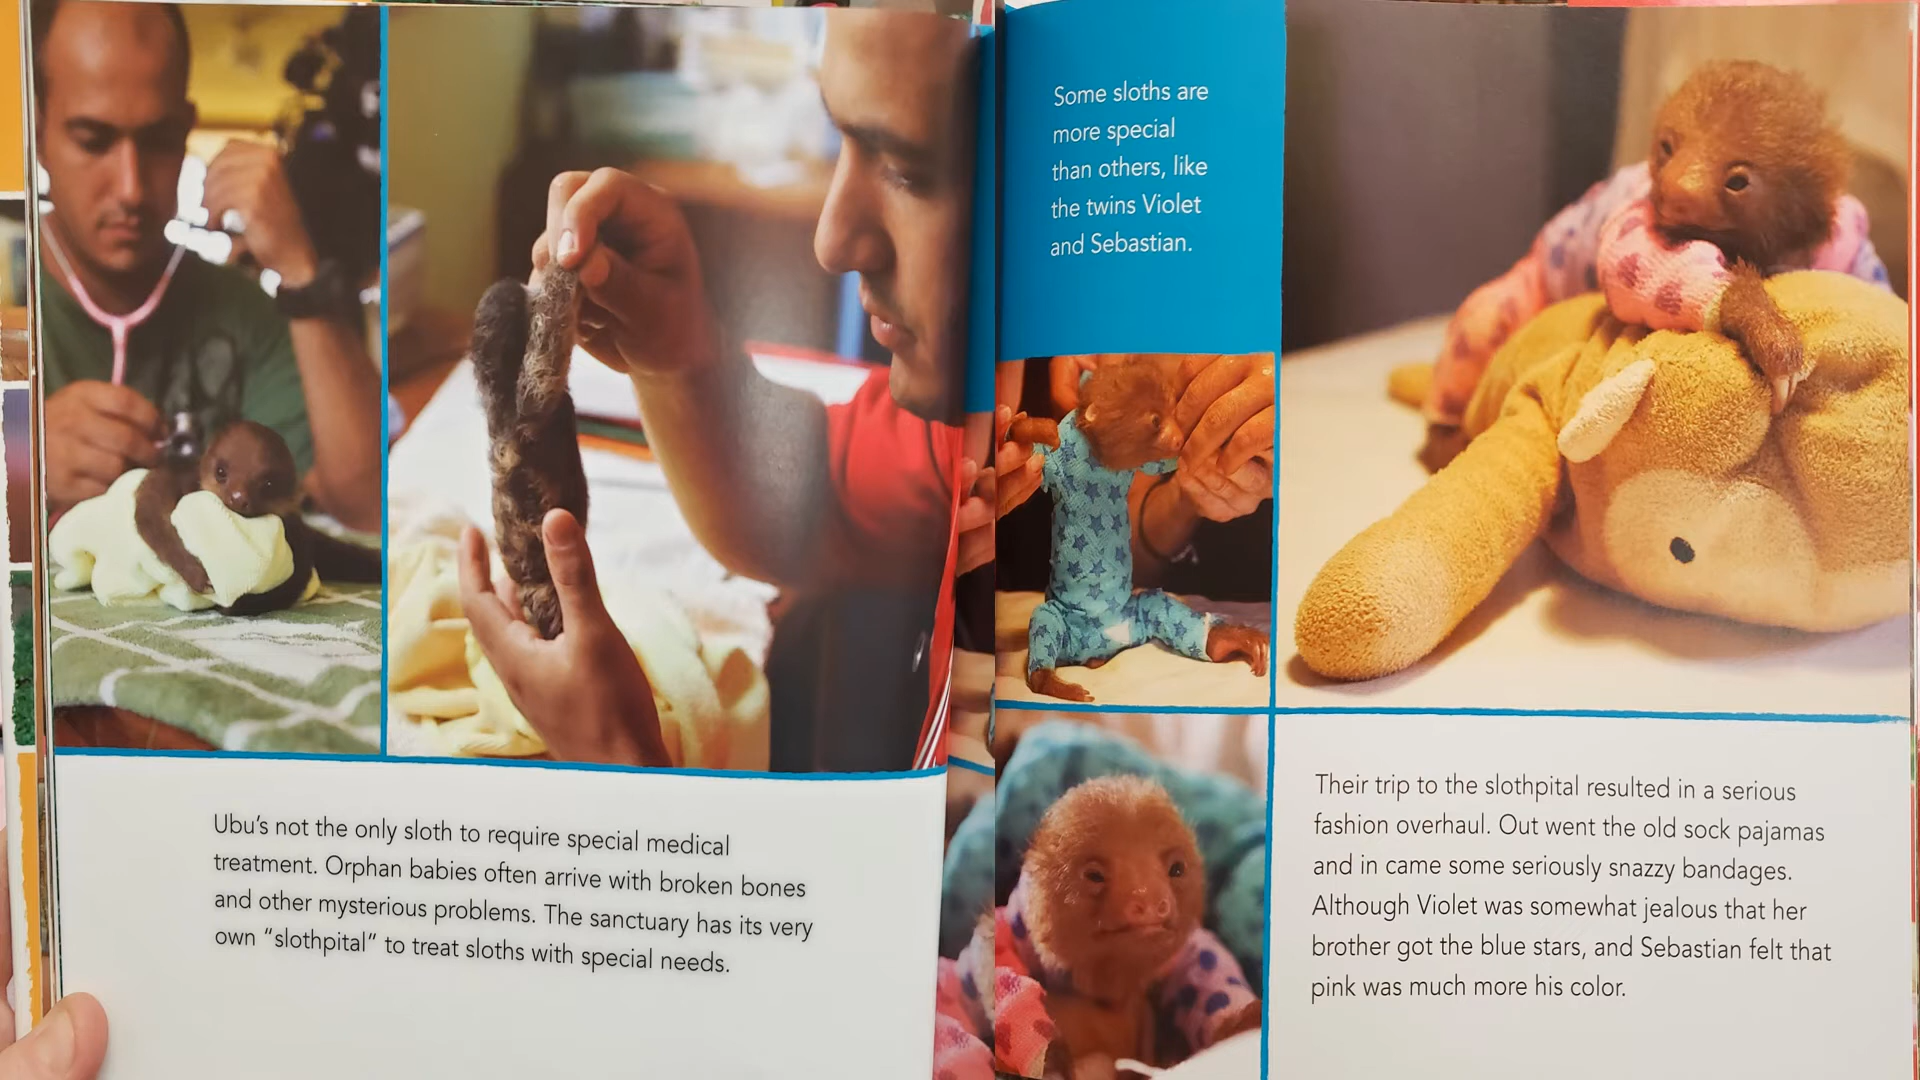 Ubu's not the only sloth to require special medical
treatment. Orphan babies often arrive with broken bones
and other mysterious problems. The sanctuary has its very
own “slothpital” to treat sloths with special needs.
Some sloths are
more special
than others, like
the twins Violet
and Sebastian.
Their trip to the slothpital resulted in a serious
fashion overhaul. Out went the old sock pajamas
and in came some seriously snazzy bandages.
Although Violet was somewhat jealous that her
brother got the blue stars, and Sebastian felt that
pink was much more his color.